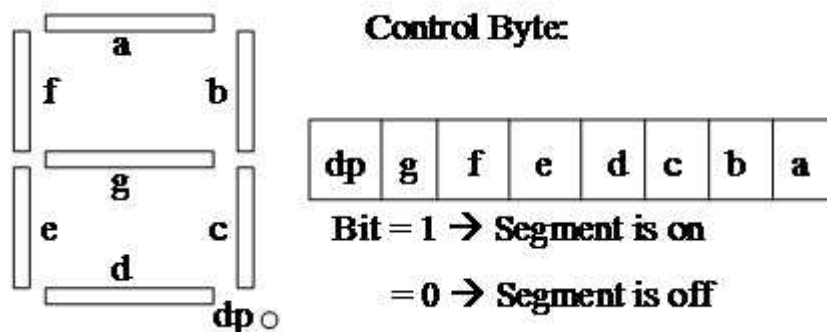 a
f b
g
e c
d
dp
Control Byte:
dp g f e d c b a
Bit = 1 → Segment is on
= 0 → Segment is off